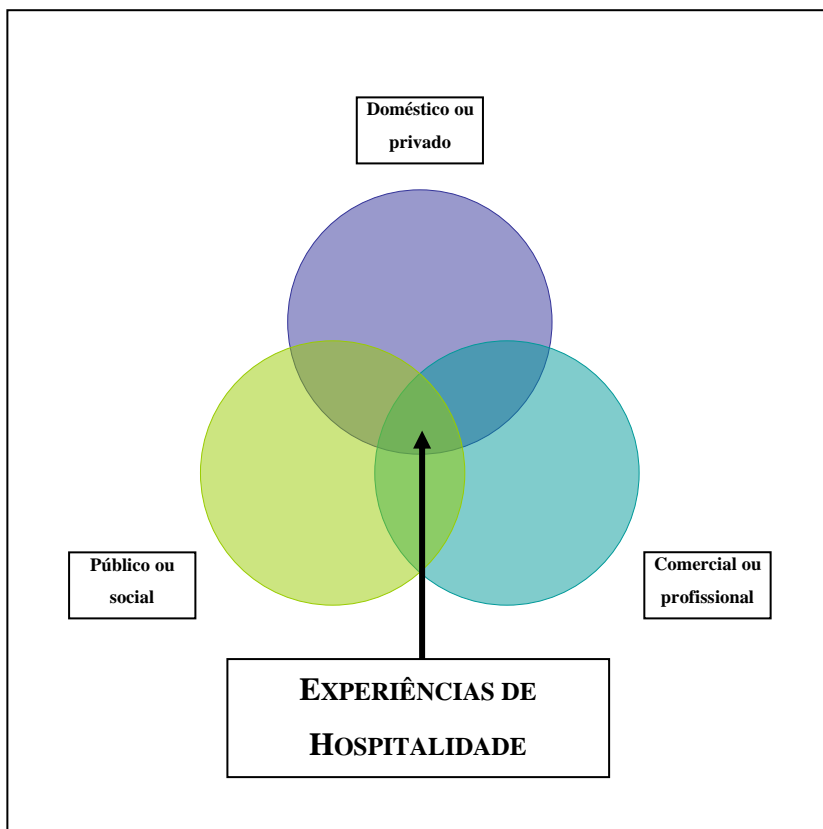 Doméstico ou
privado
Público ou
social
Comercial ou
profissional
EXPERIÊNCIAS DE
HOSPITALIDADE